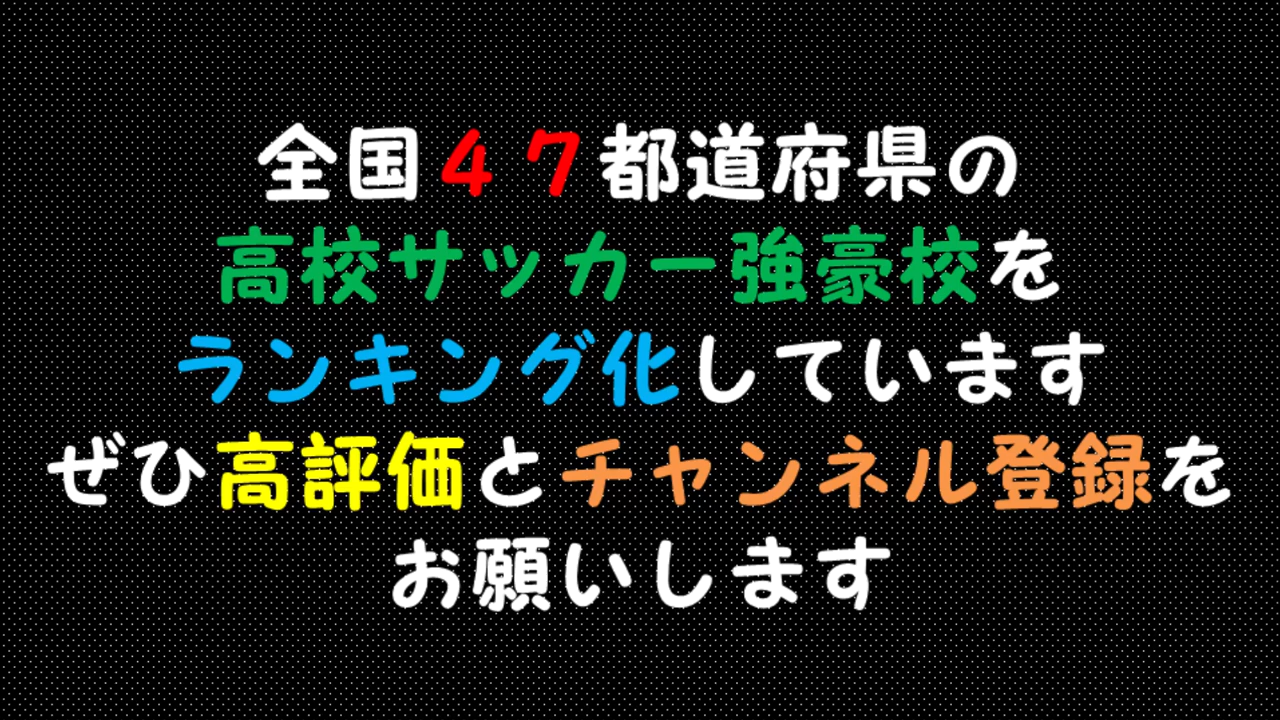 全国４７都道府県の
高校サッカー強豪校を
ランキング化しています
ぜひ高評価とチャンネル登録を
お願いします